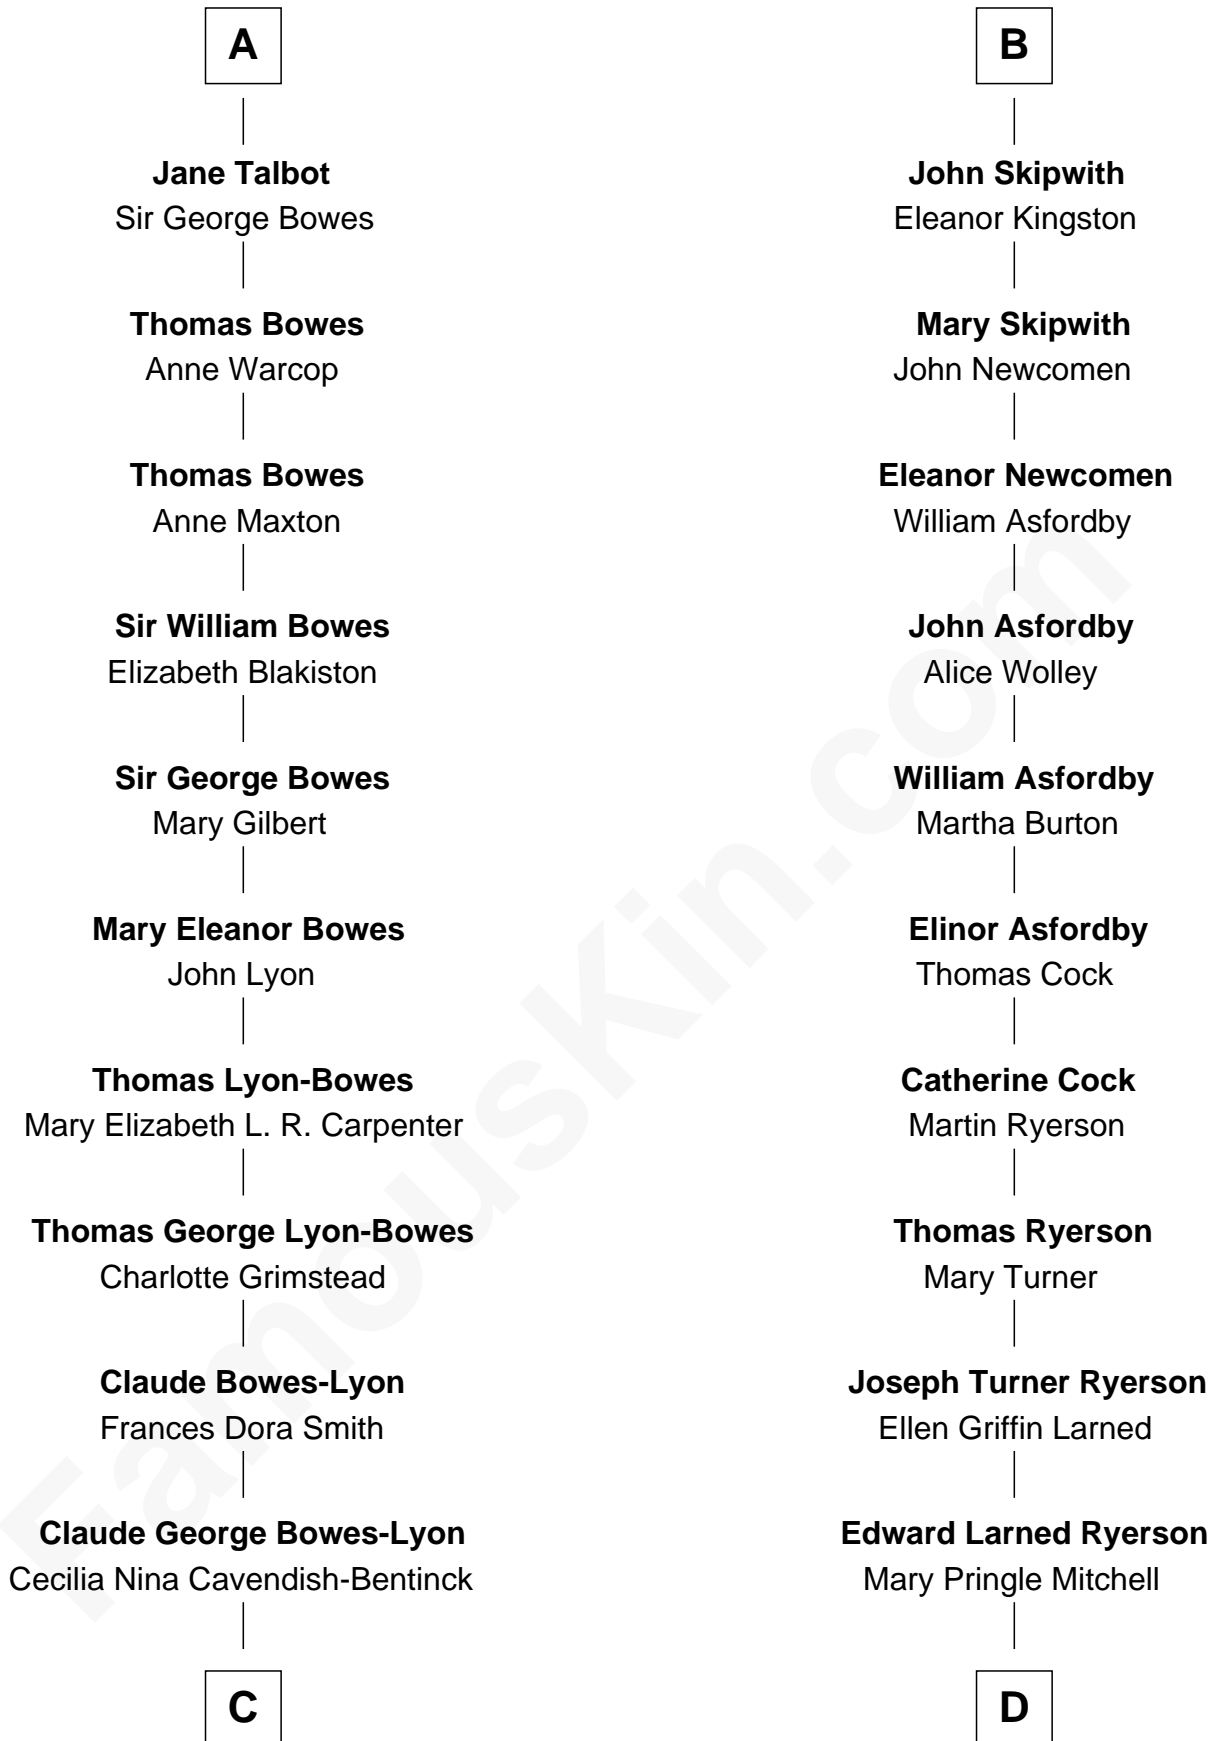 A
Jane Talbot
Sir George Bowes
Thomas Bowes
Anne Warcop
Thomas Bowes
Anne Maxton
Sir William Bowes
Elizabeth Blakiston
Sir George Bowes
Mary Gilbert
Mary Eleanor Bowes
John Lyon
Thomas Lyon-Bowes
Mary Elizabeth L. R. Carpenter
Thomas George Lyon-Bowes
Charlotte Grimstead
Claude Bowes-Lyon
Frances Dora Smith
Claude George Bowes-Lyon
Cecilia Nina Cavendish-Bentinck
C
B
John Skipwith
Eleanor Kingston
Mary Skipwith
John Newcomen
Eleanor Newcomen
William Asfordby
John Asfordby
Alice Wolley
William Asfordby
Martha Burton
Elinor Asfordby
Thomas Cock
Catherine Cock
Martin Ryerson
Thomas Ryerson
Mary Turner
Joseph Turner Ryerson
Ellen Griffin Larned
Edward Larned Ryerson
Mary Pringle Mitchell
D
FamousKin.com